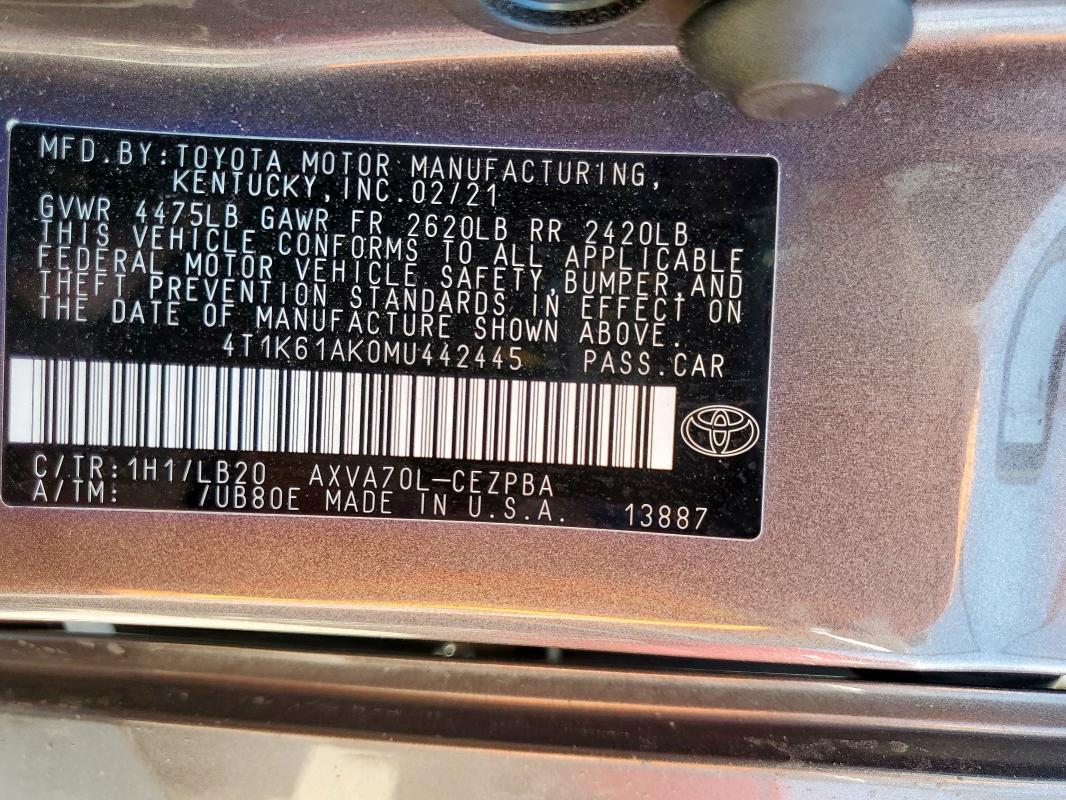 MFD.BY:TOYOTA MOTOR MANUFACTURING,
KENTUCKY,INC.02/21
GVWR 4475LB GAWR FR 2620LB RR 2420LB
THIS VEHICLE CONFORMS TO ALL APPLICABLE
FEDERAL MOTOR VEHICLE SAFETY,BUMPER,AND
THEFT PREVENTION STANDARDS IN EFFECT ON
THE DATE OF MANUFACTURE SHOWN ABOVE.
4T1K61AK0MU442445 PASS.CAR
C/TR:1H1/LB20 AXVA70L-CEZPBA
A/TM: /UB80E MADE IN U.S.A. 13887